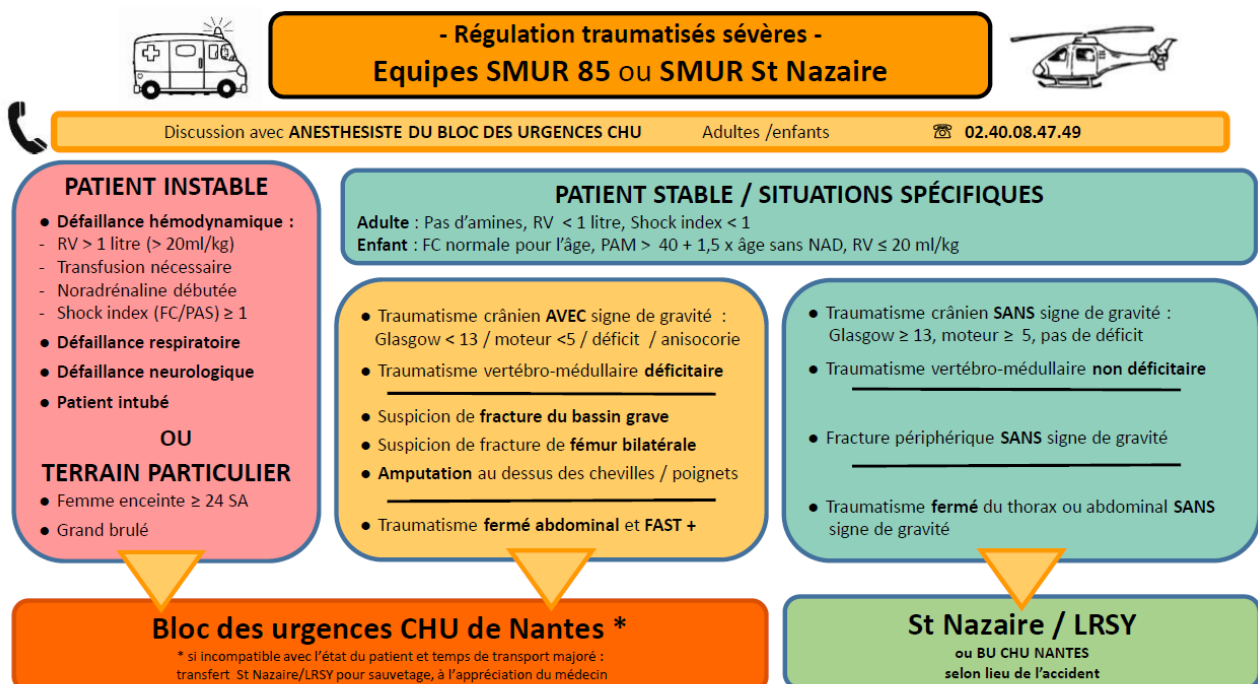 - Régulation traumatisés sévères -
Equipes SMUR 85 ou SMUR St Nazaire
Discussion avec ANESTHESISTE DU BLOC DES URGENCES CHU Adultes /enfants ☎ 02.40.08.47.49
PATIENT INSTABLE
● Défaillance hémodynamique :
- RV > 1 litre (> 20ml/kg)
- Transfusion nécessaire
- Noradrénaline débutée
- Shock index (FC/PAS) ≥ 1
● Défaillance respiratoire
● Défaillance neurologique
● Patient intubé
OU
TERRAIN PARTICULIER
● Femme enceinte ≥ 24 SA
● Grand brulé
PATIENT STABLE / SITUATIONS SPÉCIFIQUES
Adulte : Pas d'amines, RV < 1 litre, Shock index < 1
Enfant : FC normale pour l'âge, PAM > 40 + 1,5 x âge sans NAD, RV ≤ 20 ml/kg
● Traumatisme crânien AVEC signe de gravité :
Glasgow < 13 / moteur <5 / déficit / anisocorie
● Traumatisme vertébro-médullaire déficitaire
● Suspicion de fracture du bassin grave
● Suspicion de fracture de fémur bilatérale
● Amputation au dessus des chevilles / poignets
● Traumatisme fermé abdominal et FAST +
● Traumatisme crânien SANS signe de gravité :
Glasgow ≥ 13, moteur ≥ 5, pas de déficit
● Traumatisme vertébro-médullaire non déficitaire
● Fracture périphérique SANS signe de gravité
● Traumatisme fermé du thorax ou abdominal SANS
signe de gravité
Bloc des urgences CHU de Nantes *
* si incompatible avec l'état du patient et temps de transport majoré :
transfert St Nazaire/LRSY pour sauvetage, à l'appréciation du médecin
St Nazaire / LRSY
ou BU CHU NANTES
selon lieu de l'accident